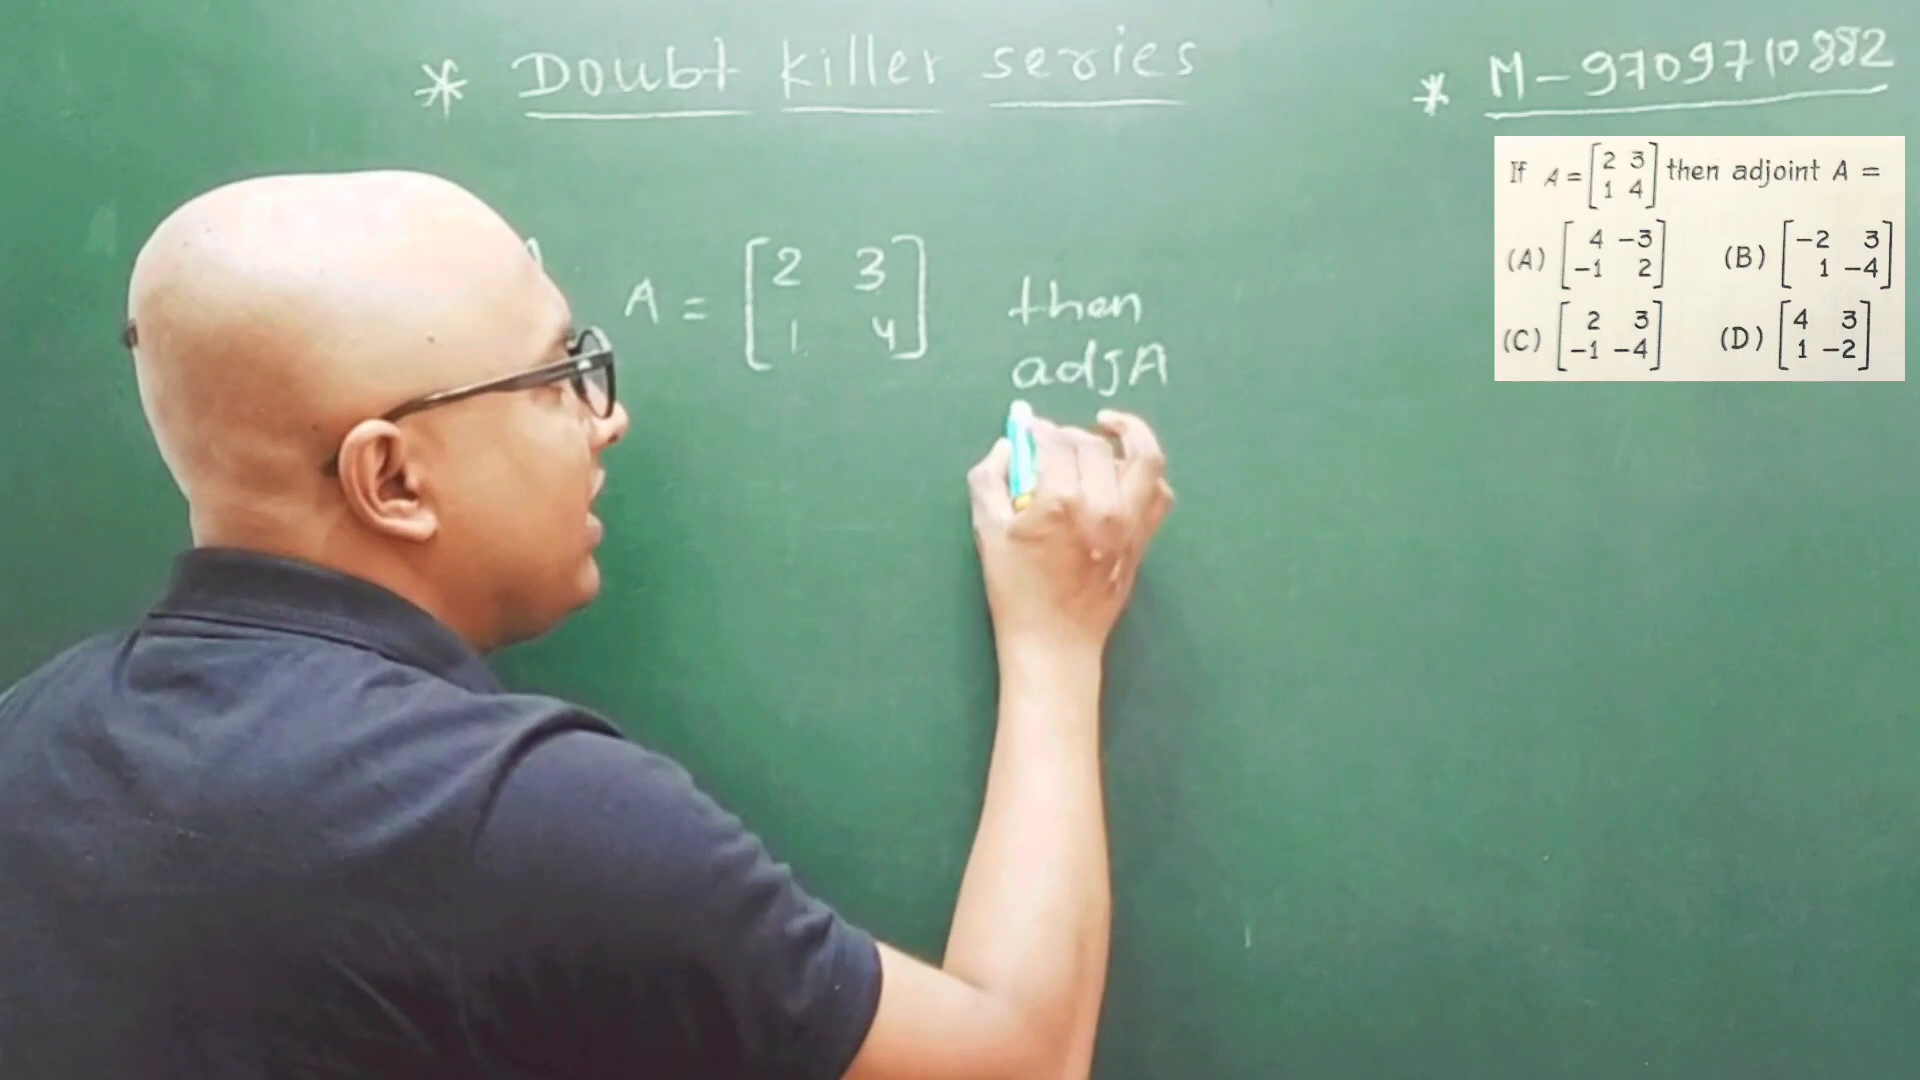 * Doubt killer series
* M-9709710882
If A = [2 3
1 4] then adjoint A =
(A) [4 -3
-1 2]
(B) [-2 3
1 -4]
(C) [2 3
-1 -4]
(D) [4 3
1 -2]
A = [2 3
1 4] then
adjA